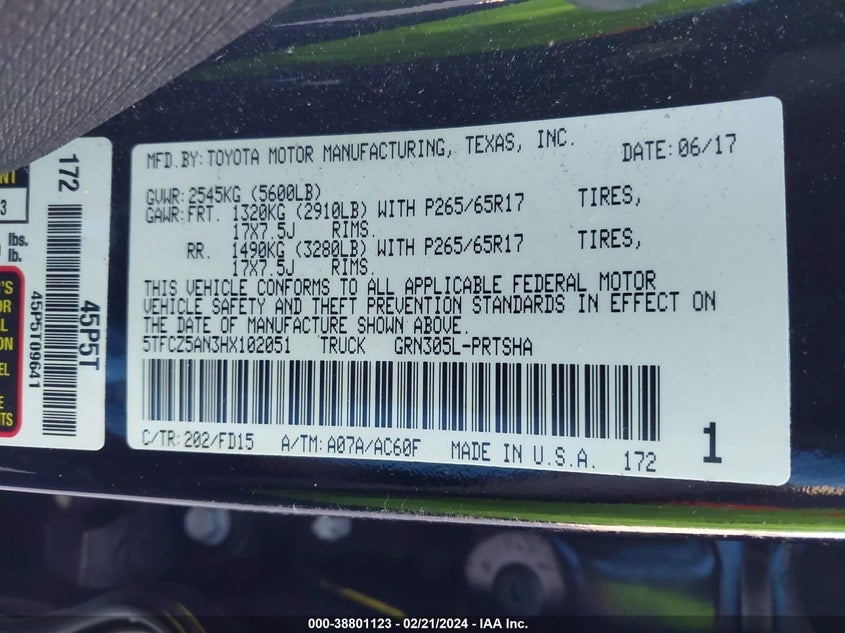 MFD.BY: TOYOTA MOTOR MANUFACTURING, TEXAS, INC. DATE: 06/17
GVWR: 2545KG (5600LB)
GAWR: FRT. 1320KG (2910LB) WITH P265/65R17 TIRES,
17X7.5J RIMS.
RR. 1490KG (3280LB) WITH P265/65R17 TIRES,
17X7.5J RIMS.
THIS VEHICLE CONFORMS TO ALL APPLICABLE FEDERAL MOTOR
VEHICLE SAFETY AND THEFT PREVENTION STANDARDS IN EFFECT ON
THE DATE OF MANUFACTURE SHOWN ABOVE.
5TFCZ5AN3HX102051 TRUCK GRN305L-PRTSHA
C/TR: 202/FD15 A/TM: A07A/AC60F MADE IN U.S.A. 172 1
172
45P5T
45P5T09641
3
lbs.
lb.
000-38801123 - 02/21/2024 - IAA Inc.